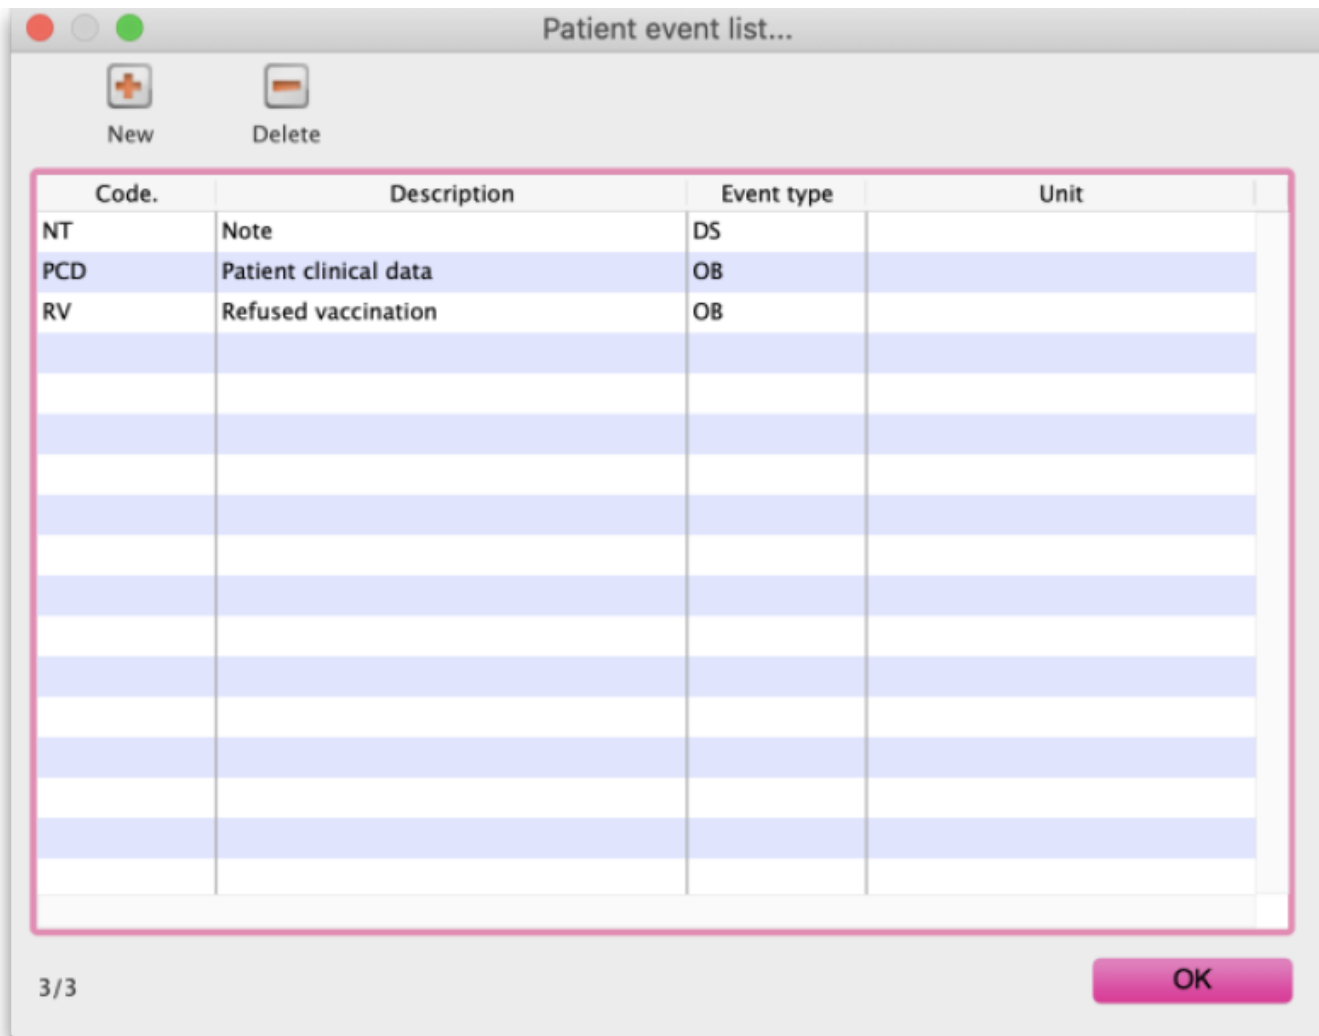 Patient event list...
New Delete
Code. Description Event type Unit
NT Note DS
PCD Patient clinical data OB
RV Refused vaccination OB
3/3 OK